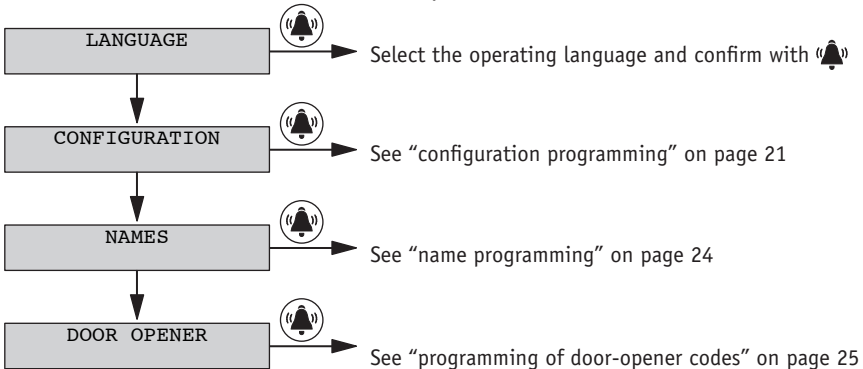 LANGUAGE
Select the operating language and confirm with
CONFIGURATION
See “configuration programming” on page 21
NAMES
See “name programming” on page 24
DOOR OPENER
See “programming of door-opener codes” on page 25